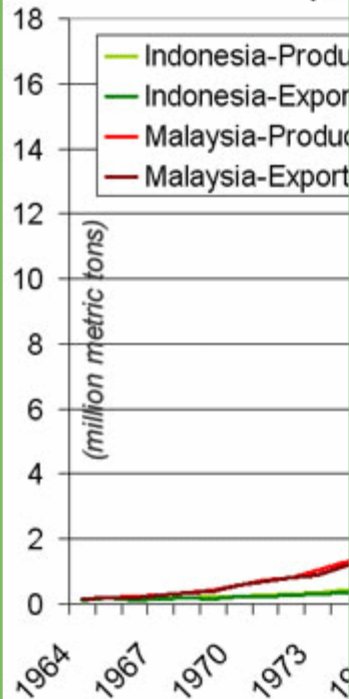 18
16
14
12
10
8
6
4
2
0
Indonesia-Produ
Indonesia-Expor
Malaysia-Produc
Malaysia-Export
(million metric tons)
1964
1967
1970
1973